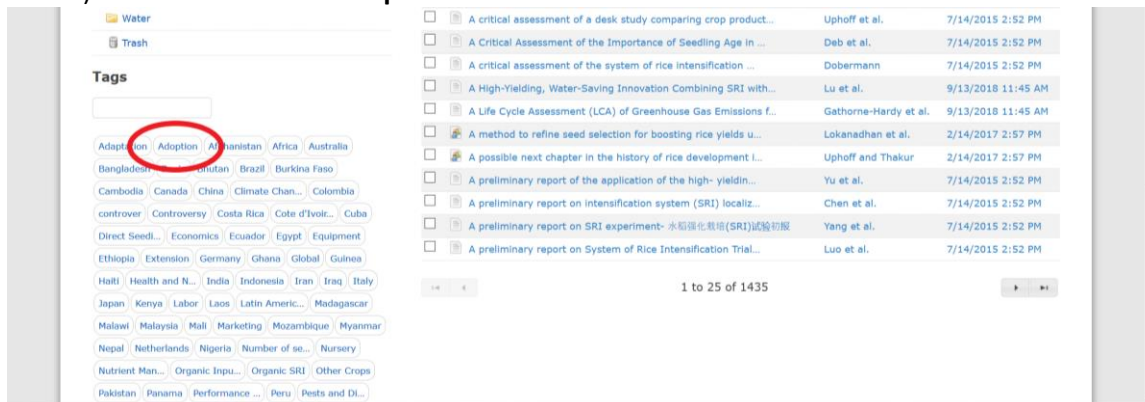 Water
Trash
Tags
Adaptation Adoption Afghanistan Africa Australia
Bangladesh Bhutan Brazil Burkina Faso
Cambodia Canada China Climate Chan... Colombia
controver Controversy Costa Rica Cote d'Ivoir... Cuba
Direct Seedi... Economics Ecuador Egypt Equipment
Ethiopia Extension Germany Ghana Global Guinea
Haiti Health and N... India Indonesia Iran Iraq Italy
Japan Kenya Labor Laos Latin Americ... Madagascar
Malawi Malaysia Mali Marketing Mozambique Myanmar
Nepal Netherlands Nigeria Number of se... Nursery
Nutrient Man... Organic Inpu... Organic SRI Other Crops
Pakistan Panama Performance ... Peru Pests and Di...
A critical assessment of a desk study comparing crop product... Uphoff et al. 7/14/2015 2:52 PM
A Critical Assessment of the Importance of Seedling Age in ... Deb et al. 7/14/2015 2:52 PM
A critical assessment of the system of rice intensification ... Dobermann 7/14/2015 2:52 PM
A High-Yielding, Water-Saving Innovation Combining SRI with... Lu et al. 9/13/2018 11:45 AM
A Life Cycle Assessment (LCA) of Greenhouse Gas Emissions f... Gathorne-Hardy et al. 9/13/2018 11:45 AM
A method to refine seed selection for boosting rice yields u... Lokanadhan et al. 2/14/2017 2:57 PM
A possible next chapter in the history of rice development i... Uphoff and Thakur 2/14/2017 2:57 PM
A preliminary report of the application of the high- yieldin... Yu et al. 7/14/2015 2:52 PM
A preliminary report on intensification system (SRI) localiz... Chen et al. 7/14/2015 2:52 PM
A preliminary report on SRI experiment- 水稻强化栽培(SRI)试验初报 Yang et al. 7/14/2015 2:52 PM
A preliminary report on System of Rice Intensification Trial... Luo et al. 7/14/2015 2:52 PM
1 to 25 of 1435